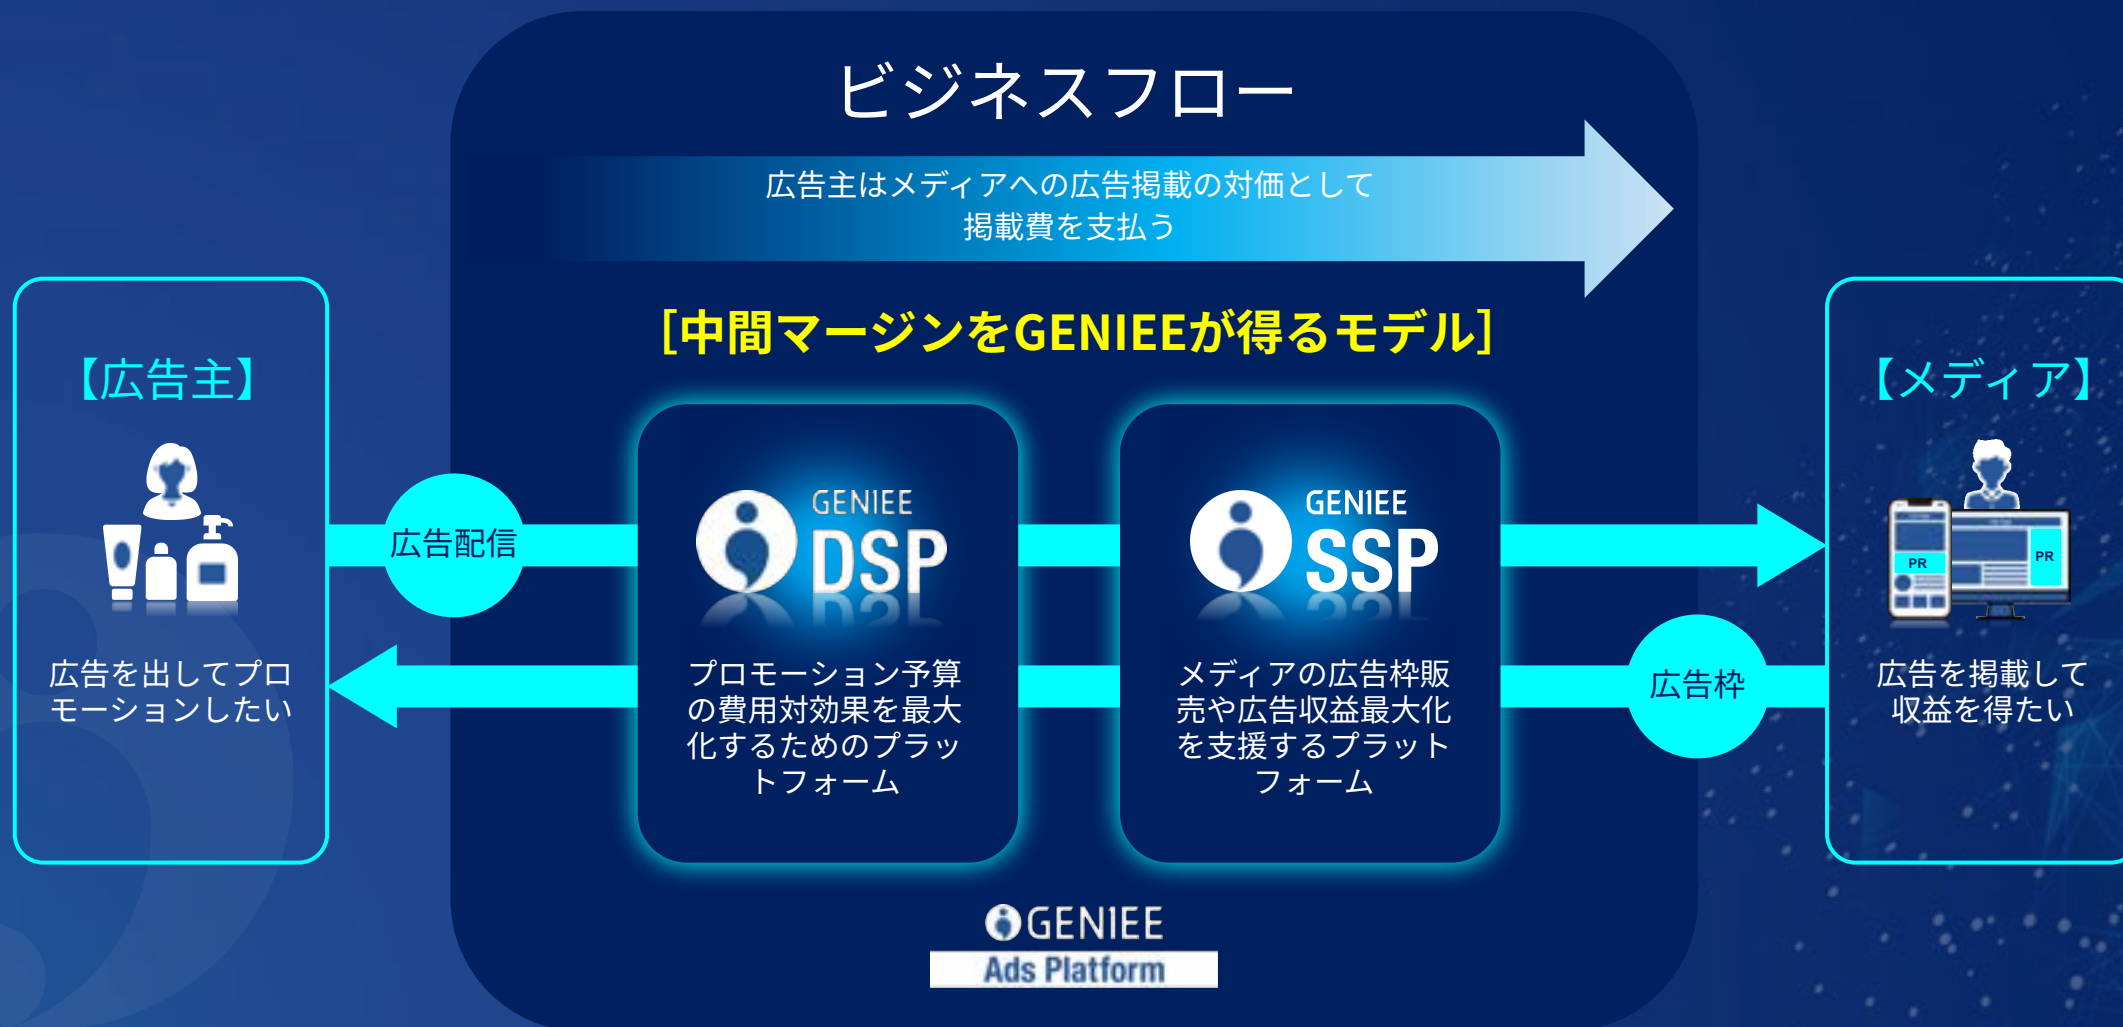 ビジネスフロー
広告主はメディアへの広告掲載の対価として
掲載費を支払う
[中間マージンをGENIEEが得るモデル]
【広告主】
広告を出してプロ
モーションしたい
広告配信
GENIEE
DSP
プロモーション予算
の費用対効果を最大
化するためのプラッ
トフォーム
GENIEE
SSP
メディアの広告枠販
売や広告収益最大化
を支援するプラット
フォーム
広告枠
【メディア】
PR
PR
広告を掲載して
収益を得たい
GENIEE
Ads Platform